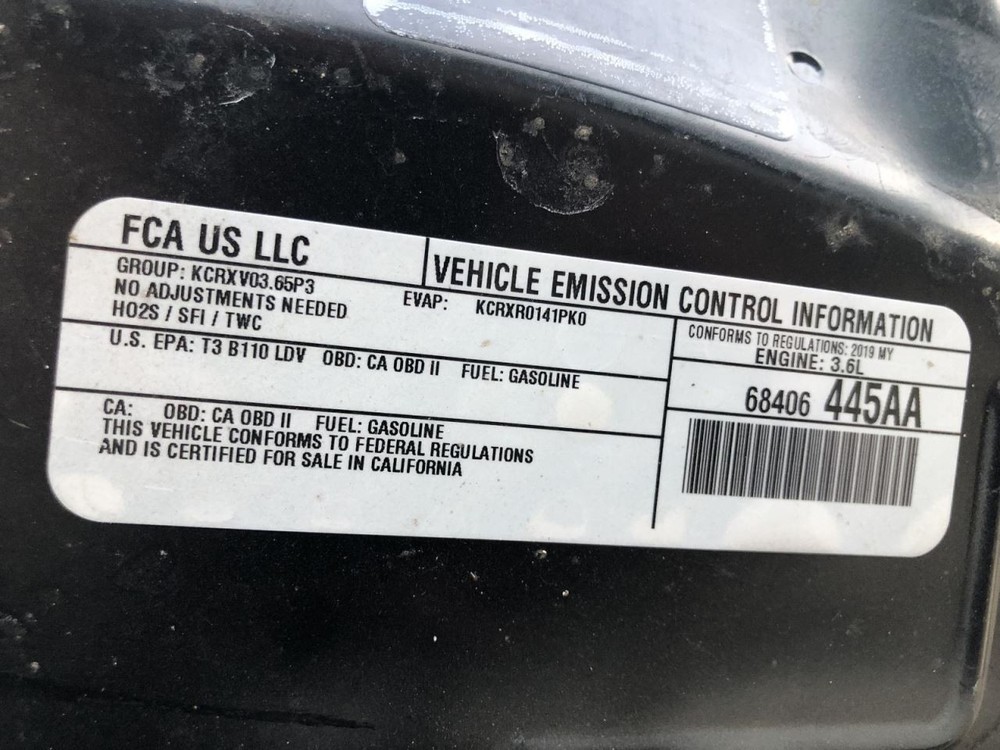 FCA US LLC
VEHICLE EMISSION CONTROL INFORMATION
GROUP: KCRXV03.65P3
EVAP: KCRXR0141PK0
NO ADJUSTMENTS NEEDED
HO2S / SFI / TWC
CONFORMS TO REGULATIONS: 2019 MY
ENGINE: 3.6L
U.S. EPA: T3 B110 LDV OBD: CA OBD II FUEL: GASOLINE
68406 445AA
CA: OBD: CA OBD II FUEL: GASOLINE
THIS VEHICLE CONFORMS TO FEDERAL REGULATIONS
AND IS CERTIFIED FOR SALE IN CALIFORNIA